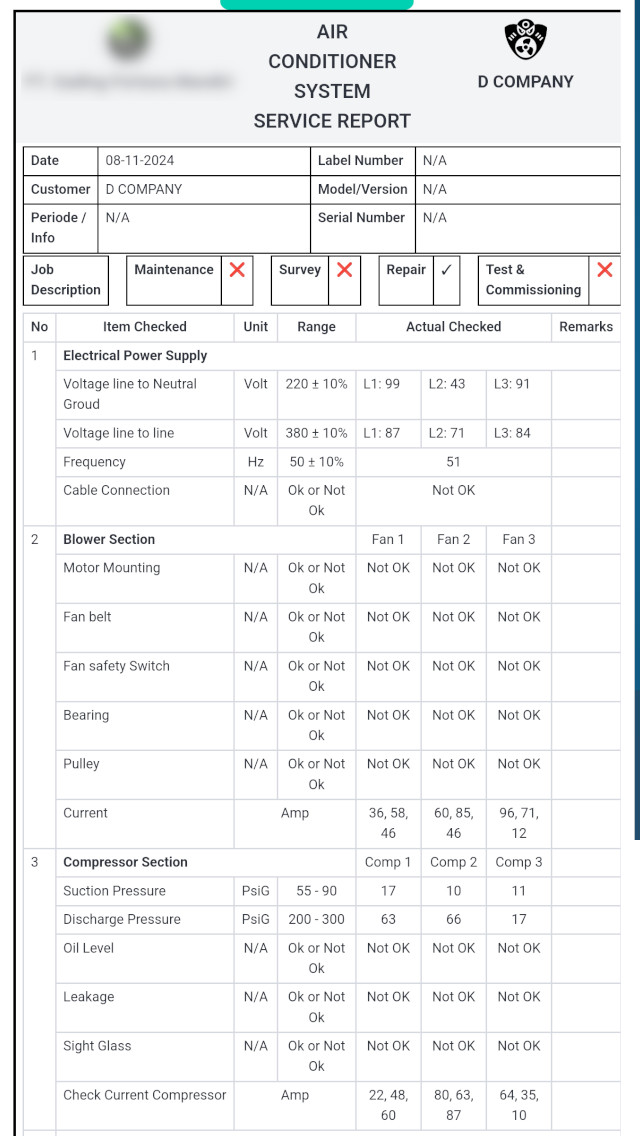 AIR
CONDITIONER
SYSTEM
SERVICE REPORT
D COMPANY
Date 08-11-2024 Label Number N/A
Customer D COMPANY Model/Version N/A
Periode / N/A Serial Number N/A
Info
Job Maintenance ❌ Survey ❌ Repair ✓ Test & ❌
Description Commissioning
No Item Checked Unit Range Actual Checked Remarks
1 Electrical Power Supply
Voltage line to Neutral Volt 220 ± 10% L1: 99 L2: 43 L3: 91
Groud
Voltage line to line Volt 380 ± 10% L1: 87 L2: 71 L3: 84
Frequency Hz 50 ± 10% 51
Cable Connection N/A Ok or Not Not OK
Ok
2 Blower Section Fan 1 Fan 2 Fan 3
Motor Mounting N/A Ok or Not Not OK Not OK Not OK
Ok
Fan belt N/A Ok or Not Not OK Not OK Not OK
Ok
Fan safety Switch N/A Ok or Not Not OK Not OK Not OK
Ok
Bearing N/A Ok or Not Not OK Not OK Not OK
Ok
Pulley N/A Ok or Not Not OK Not OK Not OK
Ok
Current Amp 36, 58, 60, 85, 96, 71,
46 46 12
3 Compressor Section Comp 1 Comp 2 Comp 3
Suction Pressure PsiG 55 - 90 17 10 11
Discharge Pressure PsiG 200 - 300 63 66 17
Oil Level N/A Ok or Not Not OK Not OK Not OK
Ok
Leakage N/A Ok or Not Not OK Not OK Not OK
Ok
Sight Glass N/A Ok or Not Not OK Not OK Not OK
Ok
Check Current Compressor Amp 22, 48, 80, 63, 64, 35,
60 87 10